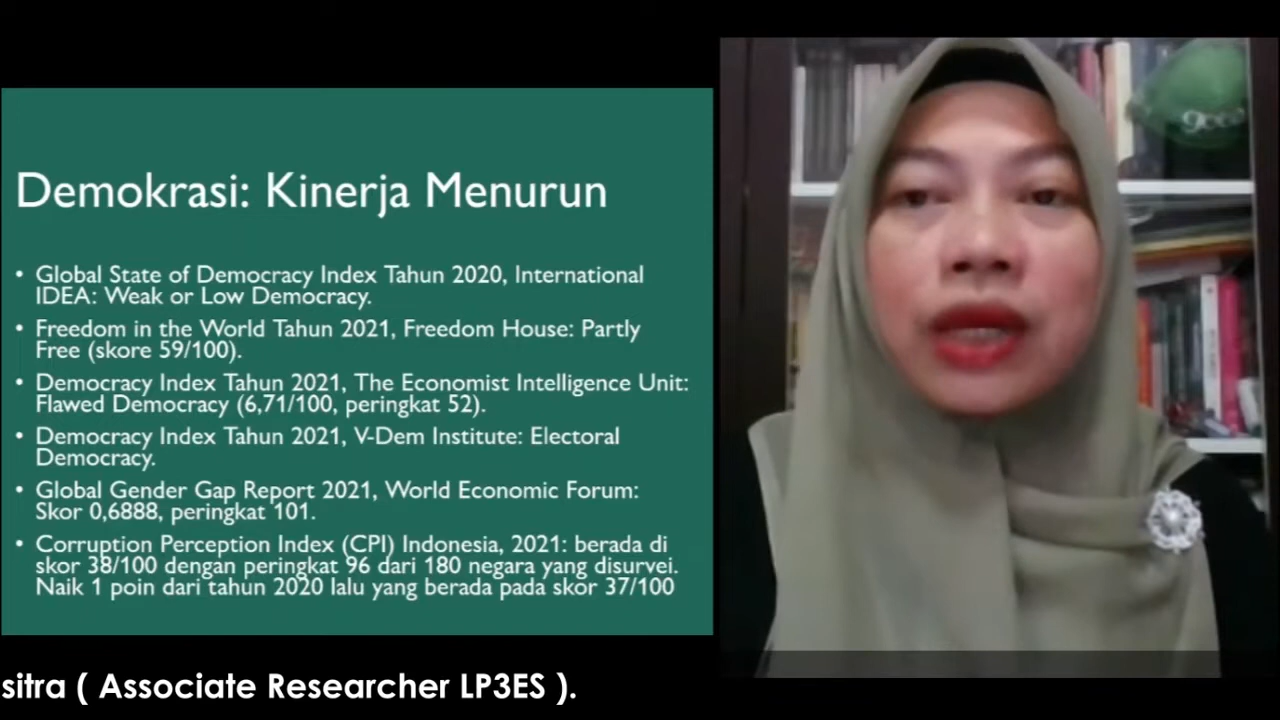 Demokrasi: Kinerja Menurun
• Global State of Democracy Index Tahun 2020, International
IDEA: Weak or Low Democracy.
• Freedom in the World Tahun 2021, Freedom House: Partly
Free (skore 59/100).
• Democracy Index Tahun 2021, The Economist Intelligence Unit:
Flawed Democracy (6,71/100, peringkat 52).
• Democracy Index Tahun 2021, V-Dem Institute: Electoral
Democracy.
• Global Gender Gap Report 2021, World Economic Forum:
Skor 0,6888, peringkat 101.
• Corruption Perception Index (CPI) Indonesia, 2021: berada di
skor 38/100 dengan peringkat 96 dari 180 negara yang disurvei.
Naik 1 poin dari tahun 2020 lalu yang berada pada skor 37/100
sitra ( Associate Researcher LP3ES ).